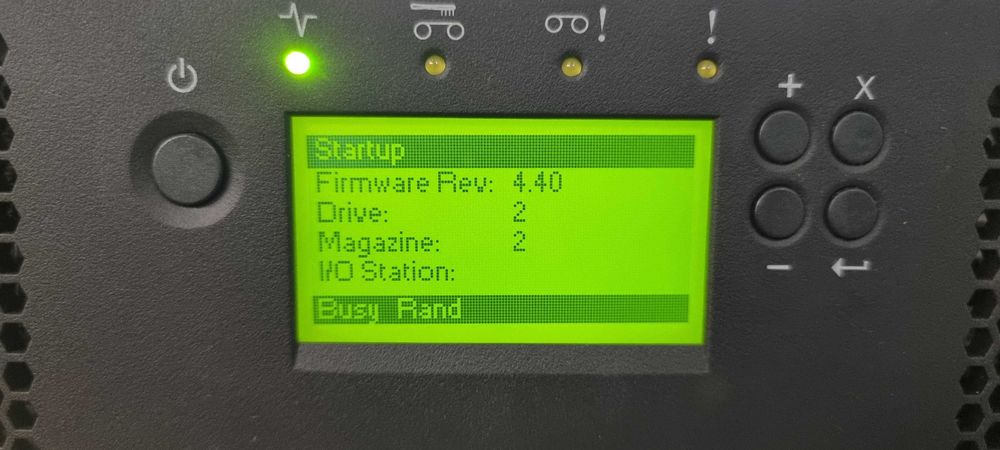 Startup
Firmware Rev: 4.40
Drive: 2
Magazine: 2
I/O Station:
Busy Rand